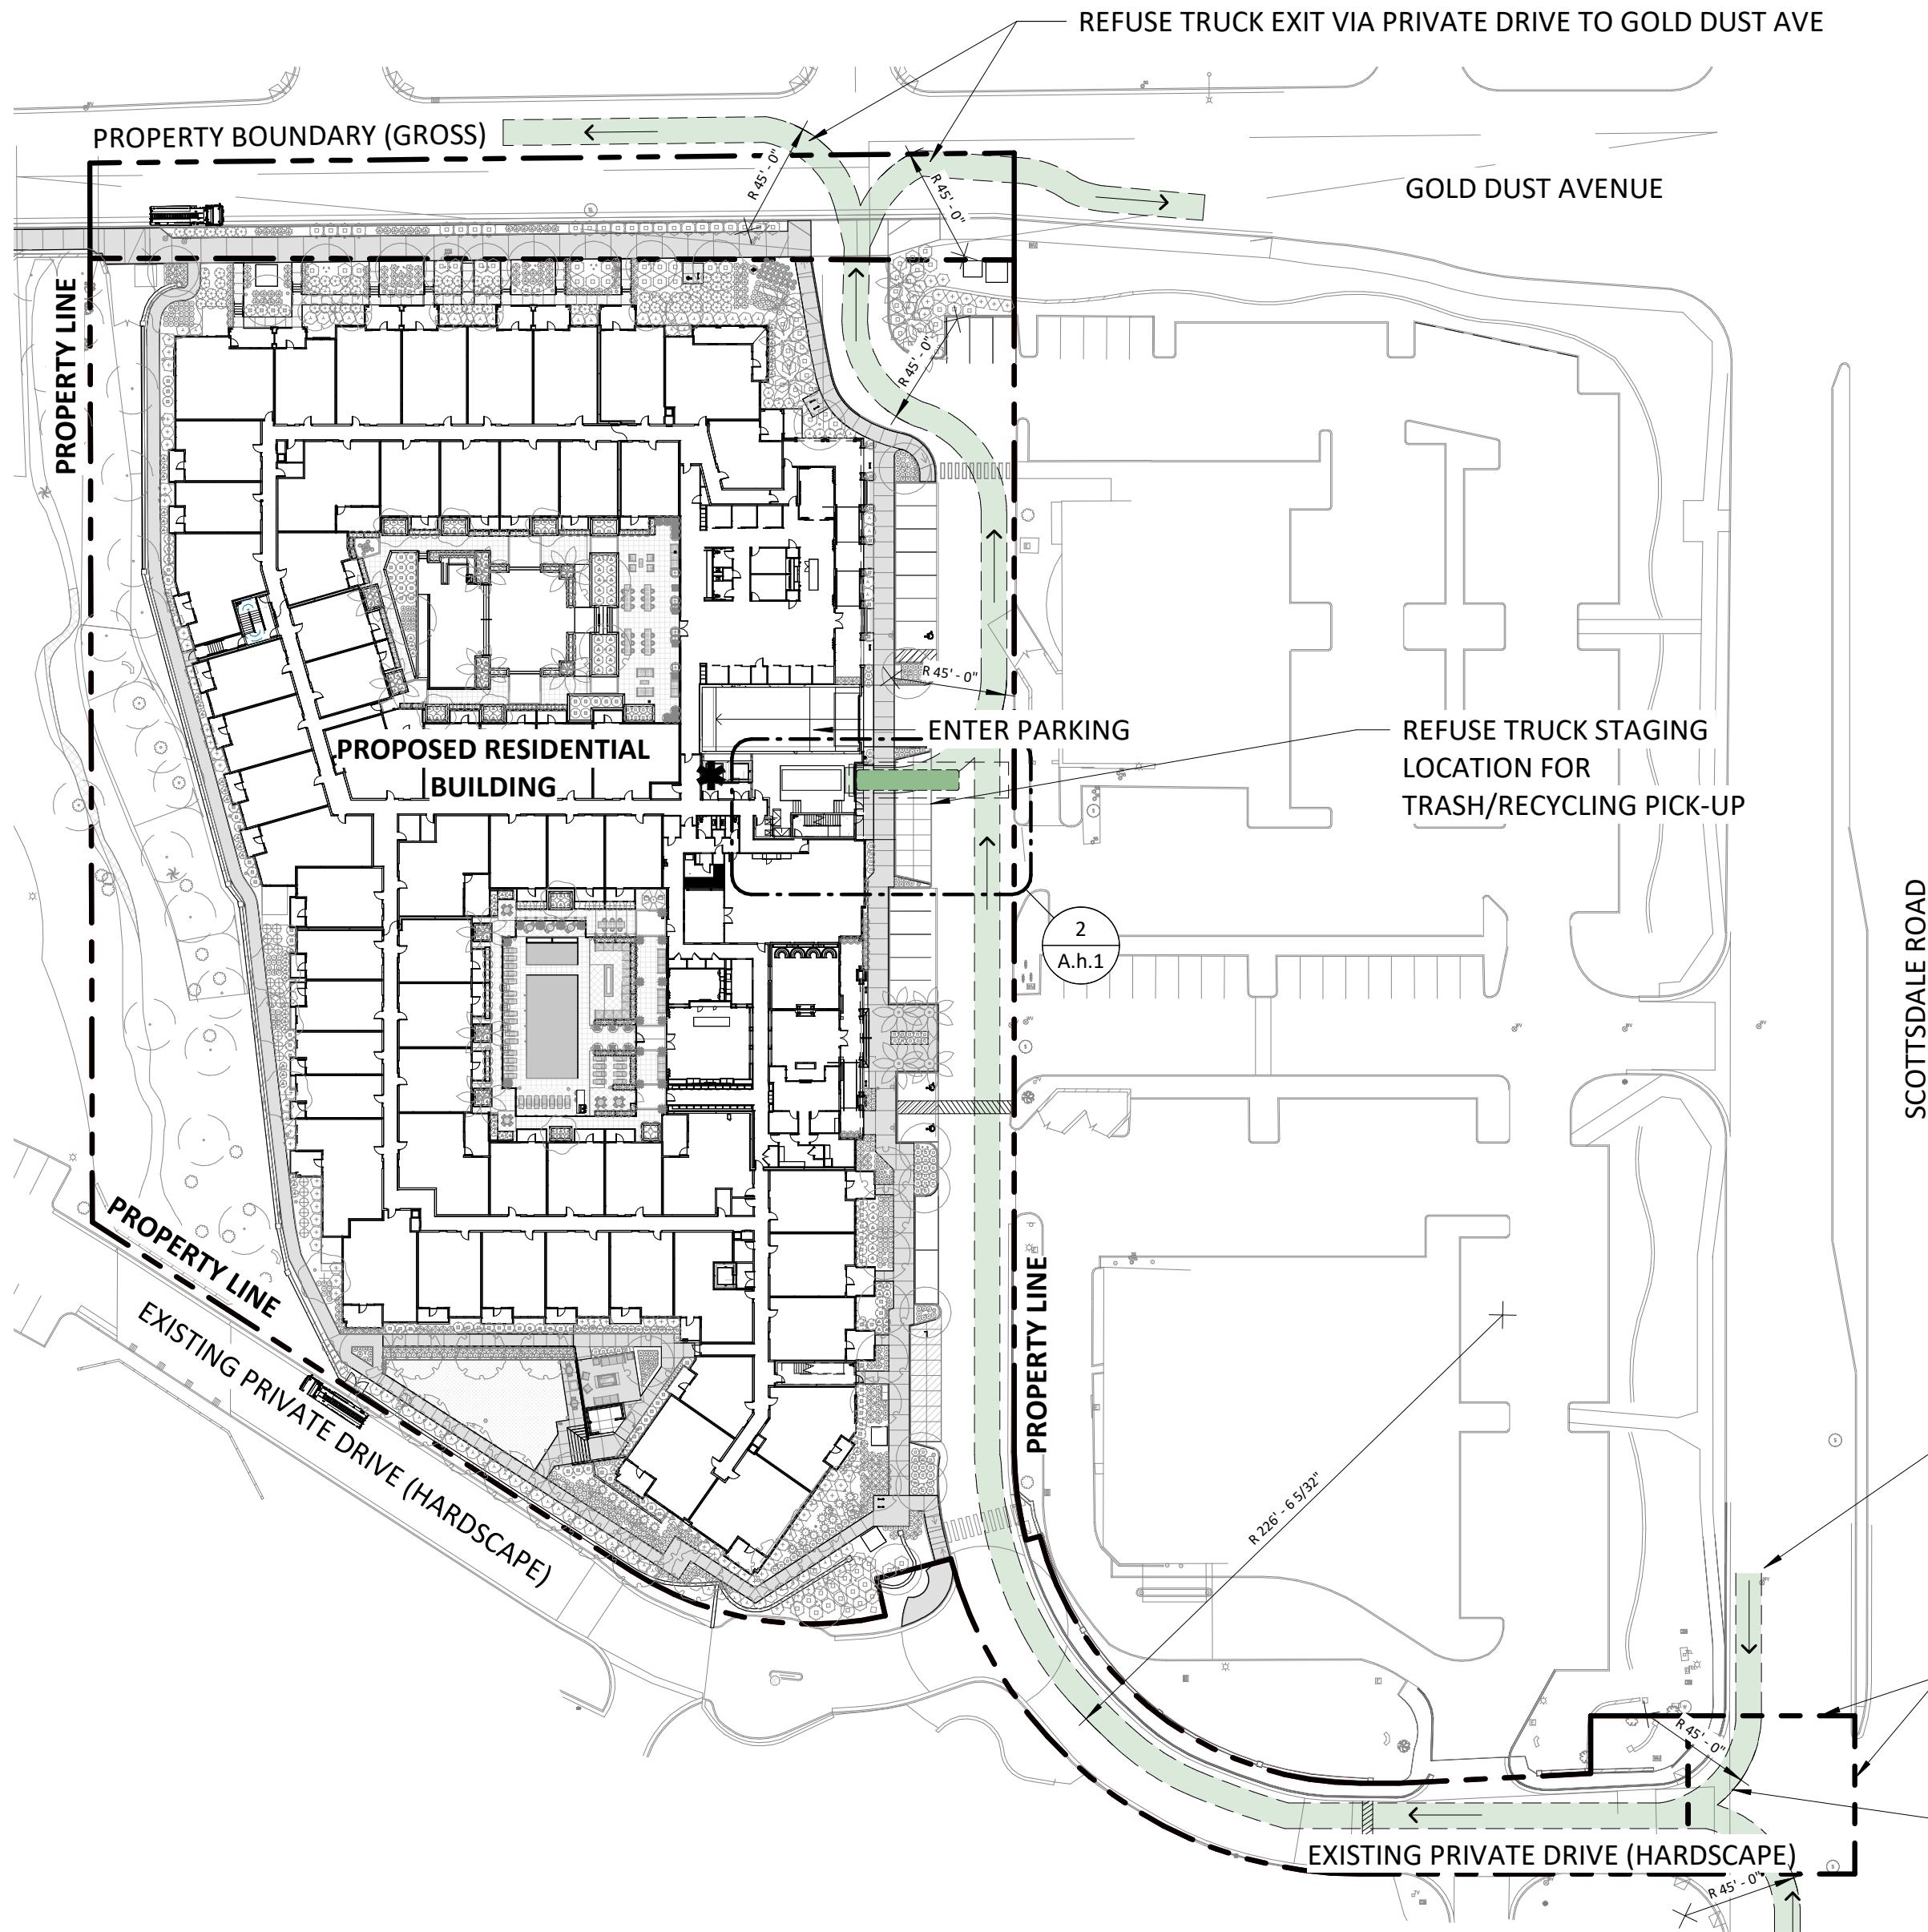 REFUSE TRUCK EXIT VIA PRIVATE DRIVE TO GOLD DUST AVE
PROPERTY BOUNDARY (GROSS)
R 45' - 0"
R 45' - 0"
GOLD DUST AVENUE
PROPERTY LINE
R 45' - 0"
R 45' - 0"
ENTER PARKING
REFUSE TRUCK STAGING
LOCATION FOR
TRASH/RECYCLING PICK-UP
PROPOSED RESIDENTIAL
BUILDING
2
A.h.1
SCOTTSDALE ROAD
PROPERTY LINE
EXISTING PRIVATE DRIVE (HARDSCAPE)
PROPERTY LINE
R 226' - 6 5/32"
R 45' - 0"
EXISTING PRIVATE DRIVE (HARDSCAPE)
R 45' - 0"